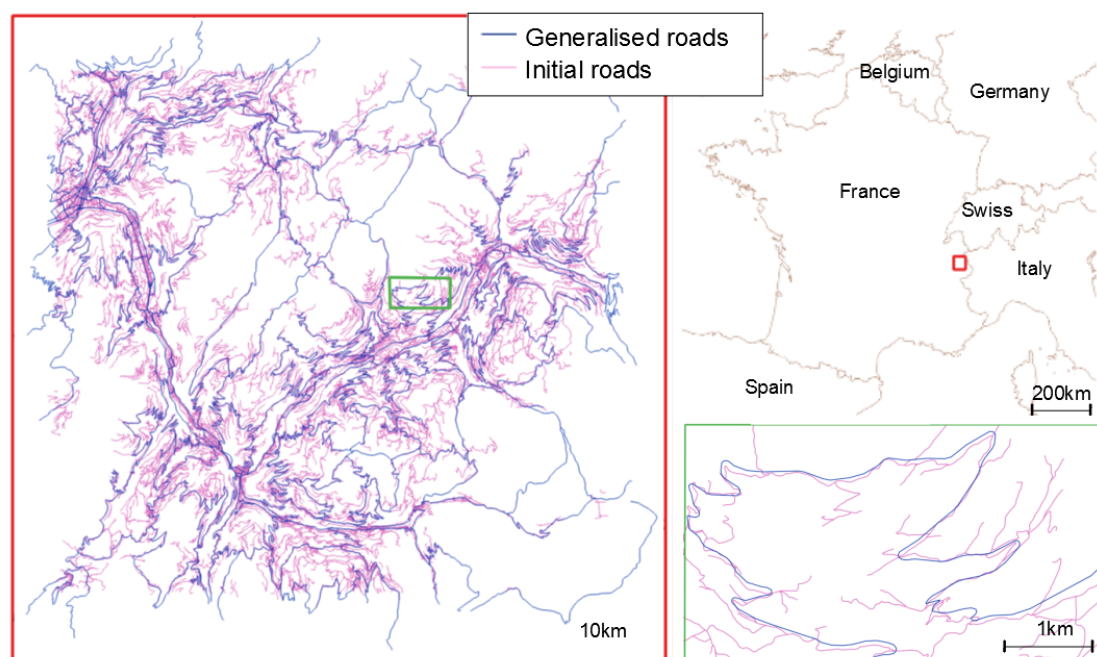 Generalised roads
Initial roads
10km
Belgium
Germany
France
Swiss
Italy
Spain
200km
1km